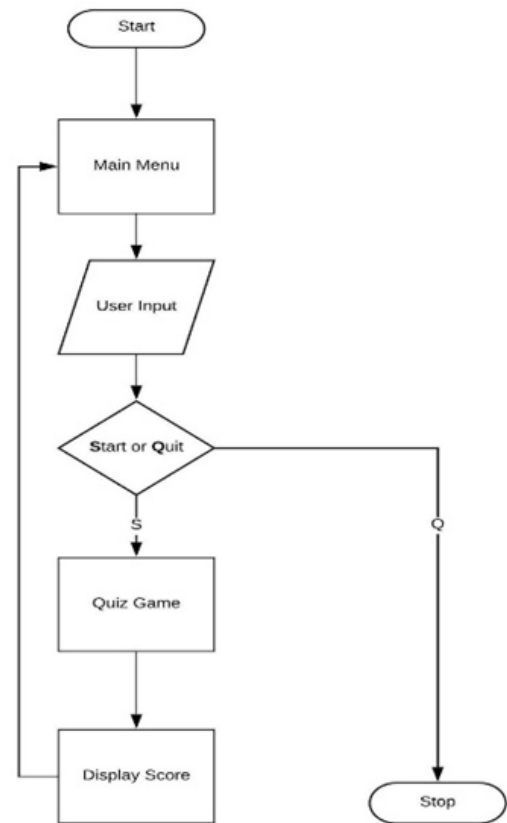 Start
Main Menu
User Input
Start or Quit
S
Q
Quiz Game
Display Score
Stop